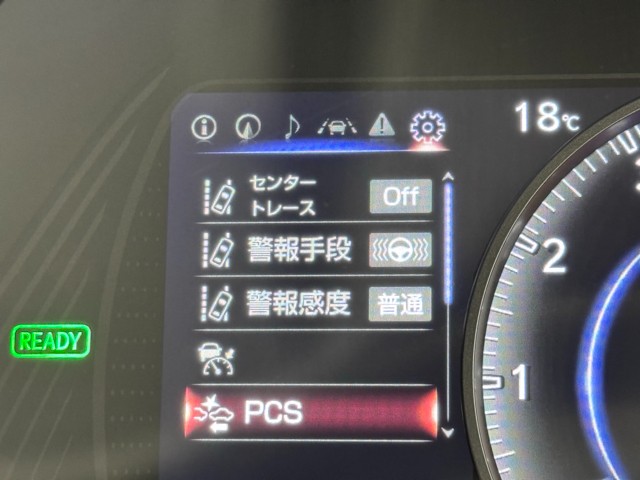 18℃
センター
トレース
Off
警報手段
警報感度
普通
READY
PCS
2
1